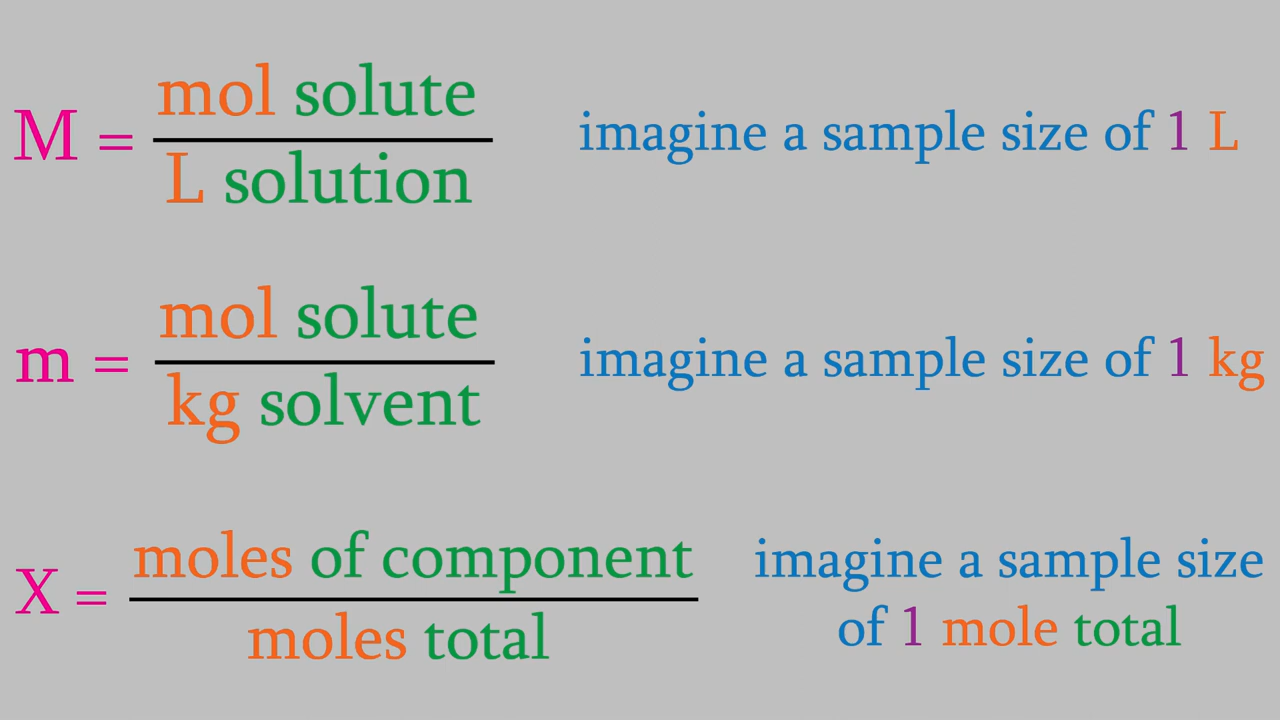 M = mol solute / L solution
imagine a sample size of 1 L
m = mol solute / kg solvent
imagine a sample size of 1 kg
X = moles of component / moles total
imagine a sample size
of 1 mole total